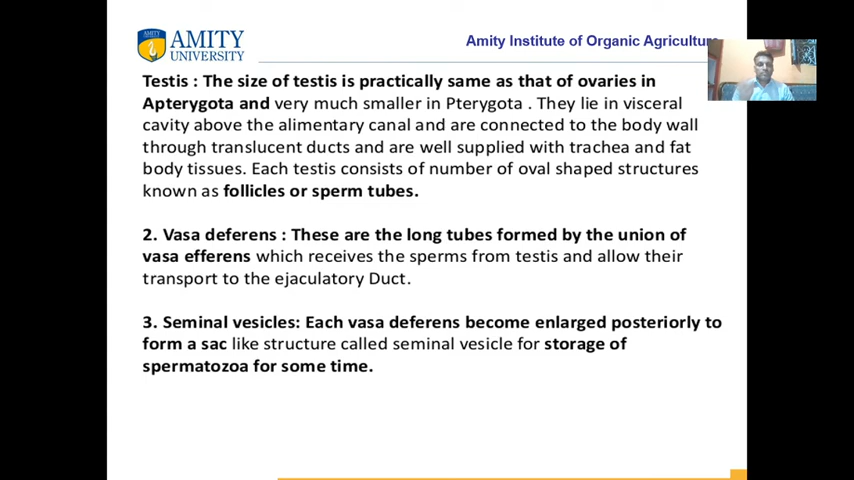 AMITY
AMITY
UNIVERSITY
Amity Institute of Organic Agriculture
Testis : The size of testis is practically same as that of ovaries in
Apterygota and very much smaller in Pterygota . They lie in visceral
cavity above the alimentary canal and are connected to the body wall
through translucent ducts and are well supplied with trachea and fat
body tissues. Each testis consists of number of oval shaped structures
known as follicles or sperm tubes.
2. Vasa deferens : These are the long tubes formed by the union of
vasa efferens which receives the sperms from testis and allow their
transport to the ejaculatory Duct.
3. Seminal vesicles: Each vasa deferens become enlarged posteriorly to
form a sac like structure called seminal vesicle for storage of
spermatozoa for some time.